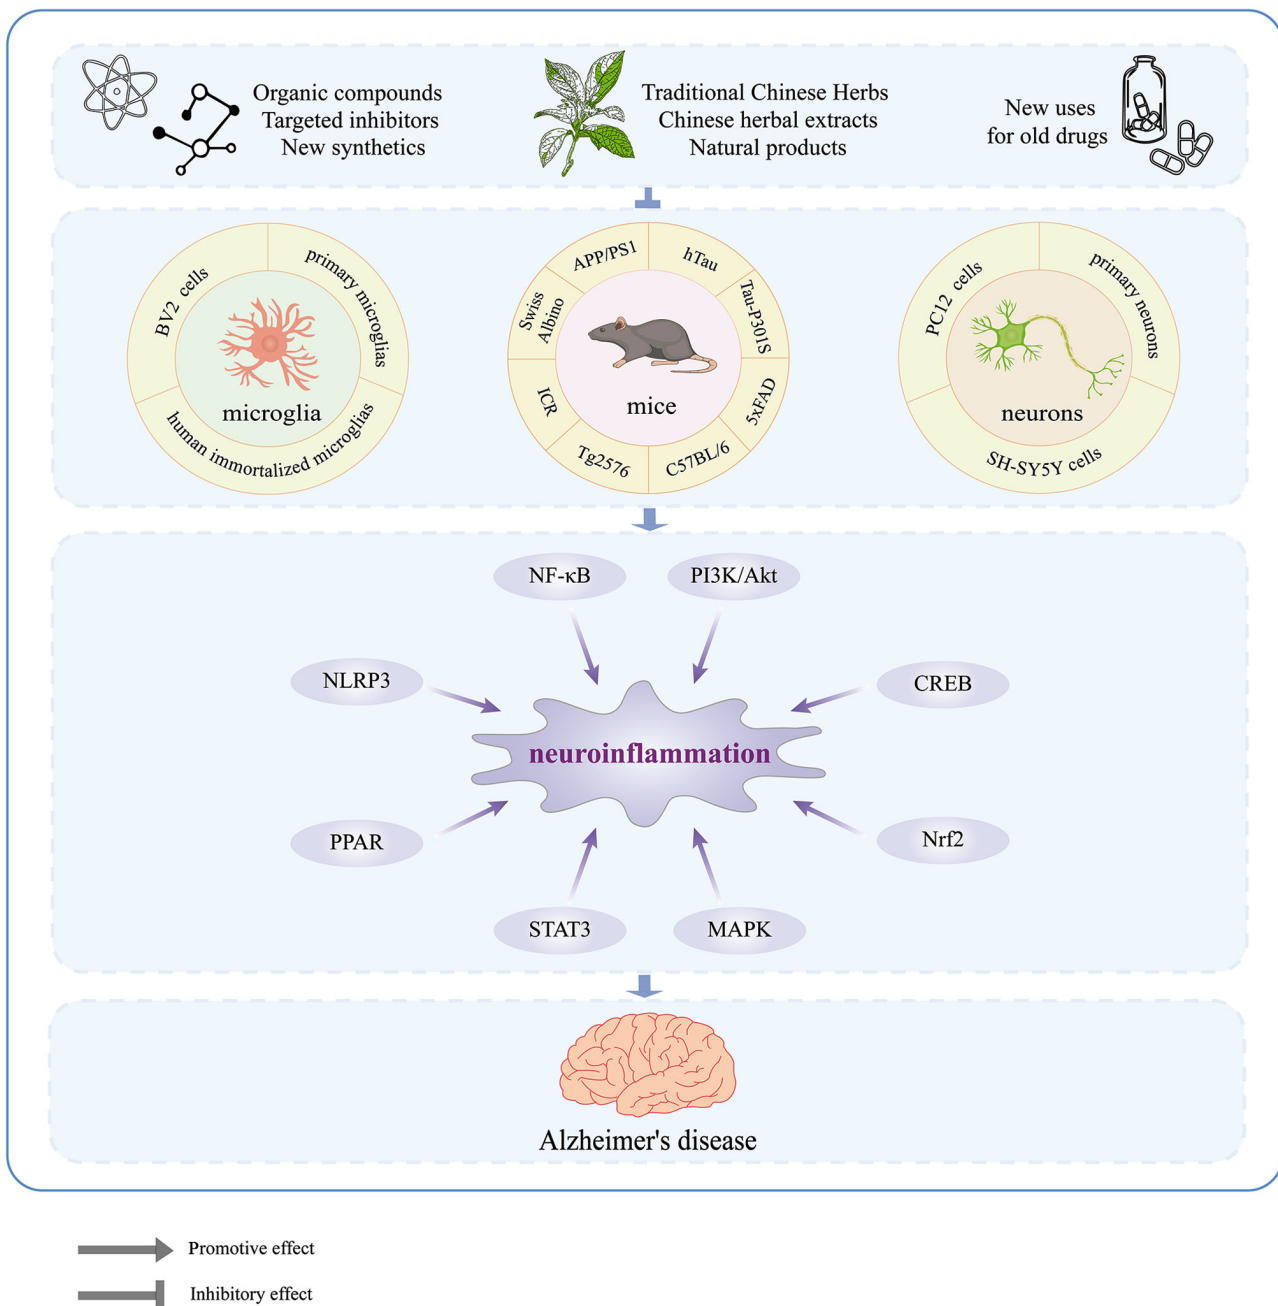 Organic compounds
Targeted inhibitors
New synthetics
Traditional Chinese Herbs
Chinese herbal extracts
Natural products
New uses
for old drugs
BV2 cells
primary microglias
human immortalized microglias
microglia
APP/PS1
hTau
Tau-P301S
5xFAD
C57BL/6
Tg2576
ICR
Swiss
Albino
mice
PC12 cells
primary neurons
SH-SY5Y cells
neurons
NF-κB
PI3K/Akt
NLRP3
CREB
neuroinflammation
PPAR
Nrf2
STAT3
MAPK
Alzheimer's disease
Promotive effect
Inhibitory effect